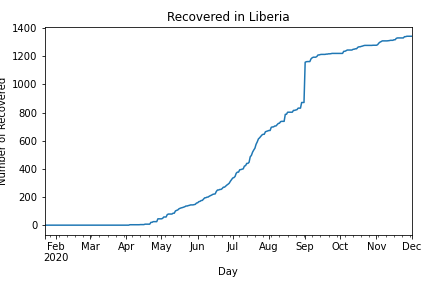 Recovered in Liberia
Number of Recovered
1400
1200
1000
800
600
400
200
0
Feb Mar Apr May Jun Jul Aug Sep Oct Nov Dec
2020
Day